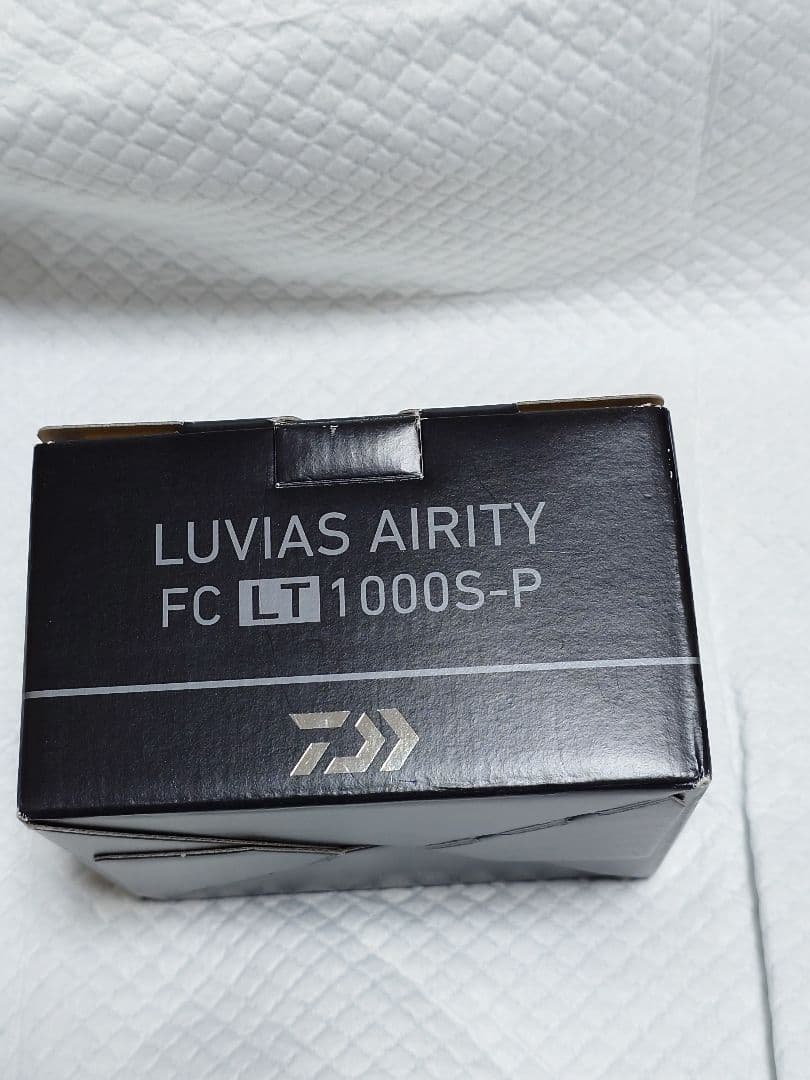 LUVIAS AIRITY
FC LT 1000S-P